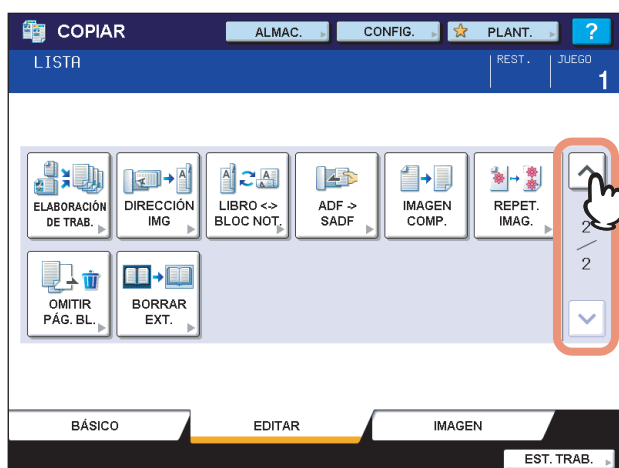 COPIAR
ALMAC.
CONFIG.
PLANT.
?
LISTA
REST.
JUEGO
1
ELABORACIÓN
DE TRAB.
DIRECCIÓN
IMG
LIBRO <->
BLOC NOT.
ADF ->
SADF
IMAGEN
COMP.
REPET.
IMAG.
2
2
OMITIR
PÁG. BL.
BORRAR
EXT.
BÁSICO
EDITAR
IMAGEN
EST. TRAB.